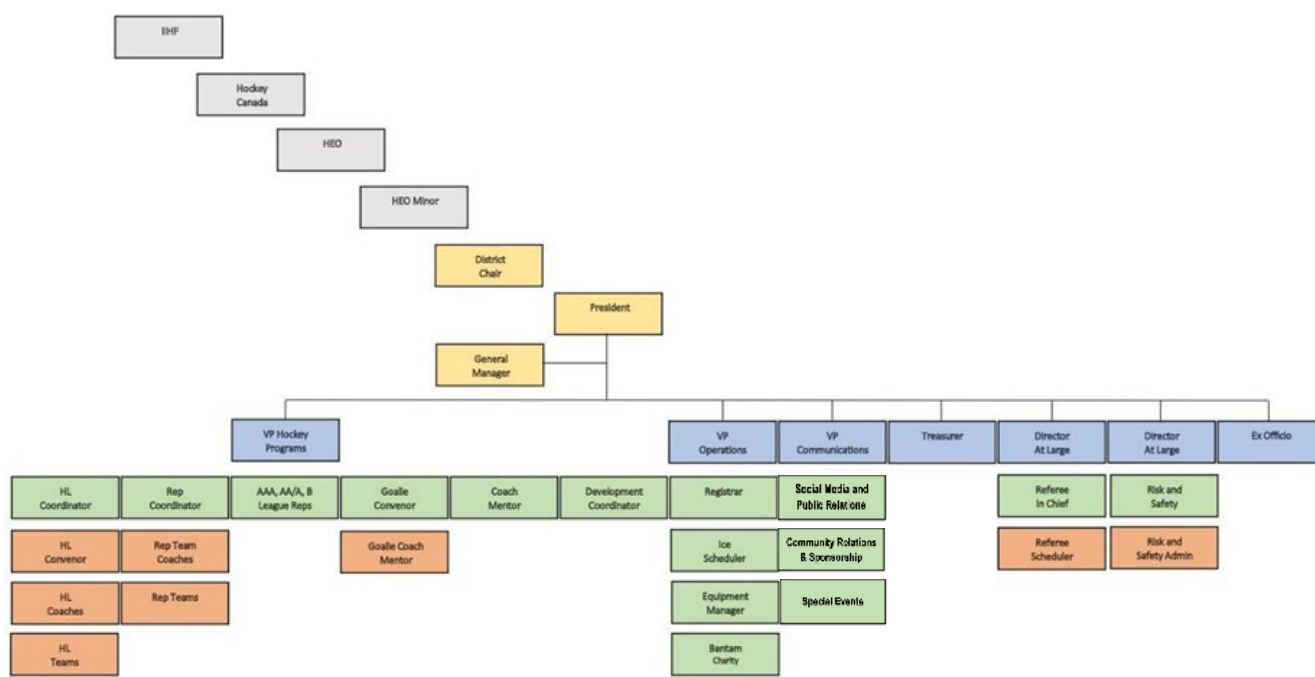 IIHF
Hockey
Canada
HEO
HEO Minor
District
Chair
President
General
Manager
VP Hockey
Programs
VP
Operations
VP
Communications
Treasurer
Director
At Large
Director
At Large
Ex Officio
HL
Coordinator
Rep
Coordinator
AAA, AA/A, B
League Reps
Goalie
Convenor
Coach
Mentor
Development
Coordinator
Registrar
Social Media and
Public Relations
Referee
In Chief
Risk and
Safety
HL
Convenor
Rep Team
Coaches
Goalie Coach
Mentor
Ice
Scheduler
Community Relations
& Sponsorship
Referee
Scheduler
Risk and
Safety Admin
HL
Coaches
Rep Teams
Equipment
Manager
Special Events
HL
Teams
Bantam
Charity